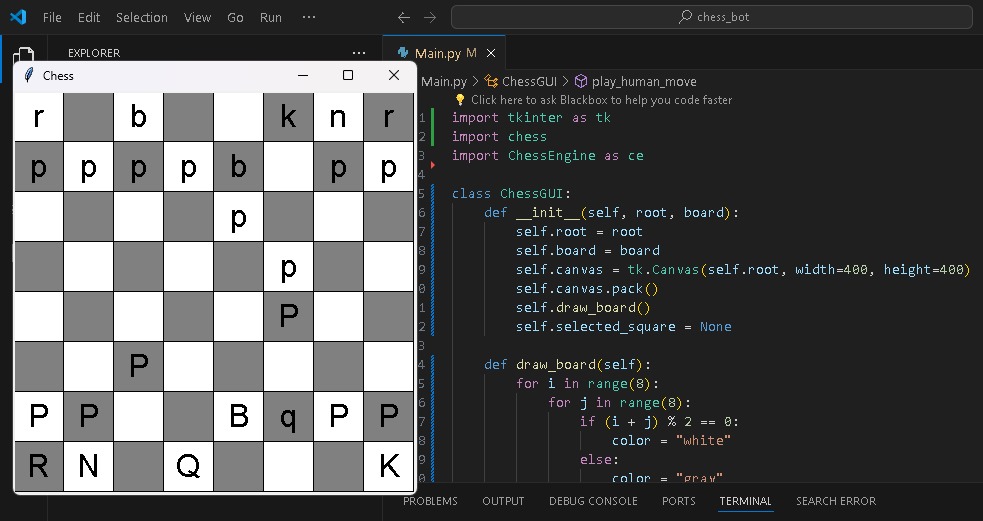 File Edit Selection View Go Run ···
chess_bot
EXPLORER ···
Main.py M
Chess
r b k n r
p p p p b p p
p
p
P
P
P P B q P P
R N Q K
Main.py > ChessGUI > play_human_move
Click here to ask Blackbox to help you code faster
1 import tkinter as tk
2 import chess
3 import ChessEngine as ce
4
5 class ChessGUI:
6 def __init__(self, root, board):
7 self.root = root
8 self.board = board
9 self.canvas = tk.Canvas(self.root, width=400, height=400)
0 self.canvas.pack()
1 self.draw_board()
2 self.selected_square = None
3
4 def draw_board(self):
5 for i in range(8):
6 for j in range(8):
7 if (i + j) % 2 == 0:
8 color = "white"
9 else:
0 color = "gray"
PROBLEMS OUTPUT DEBUG CONSOLE PORTS TERMINAL SEARCH ERROR